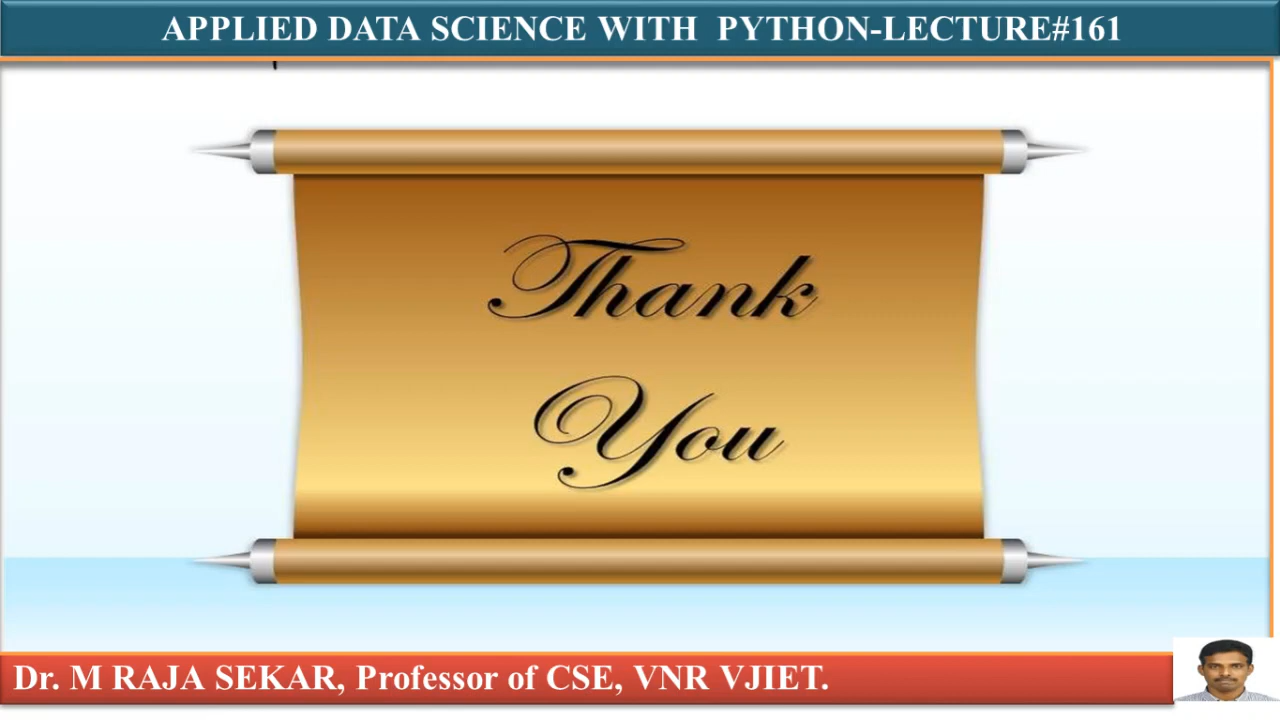 APPLIED DATA SCIENCE WITH PYTHON-LECTURE#161
Thank
You
Dr. M RAJA SEKAR, Professor of CSE, VNR VJIET.